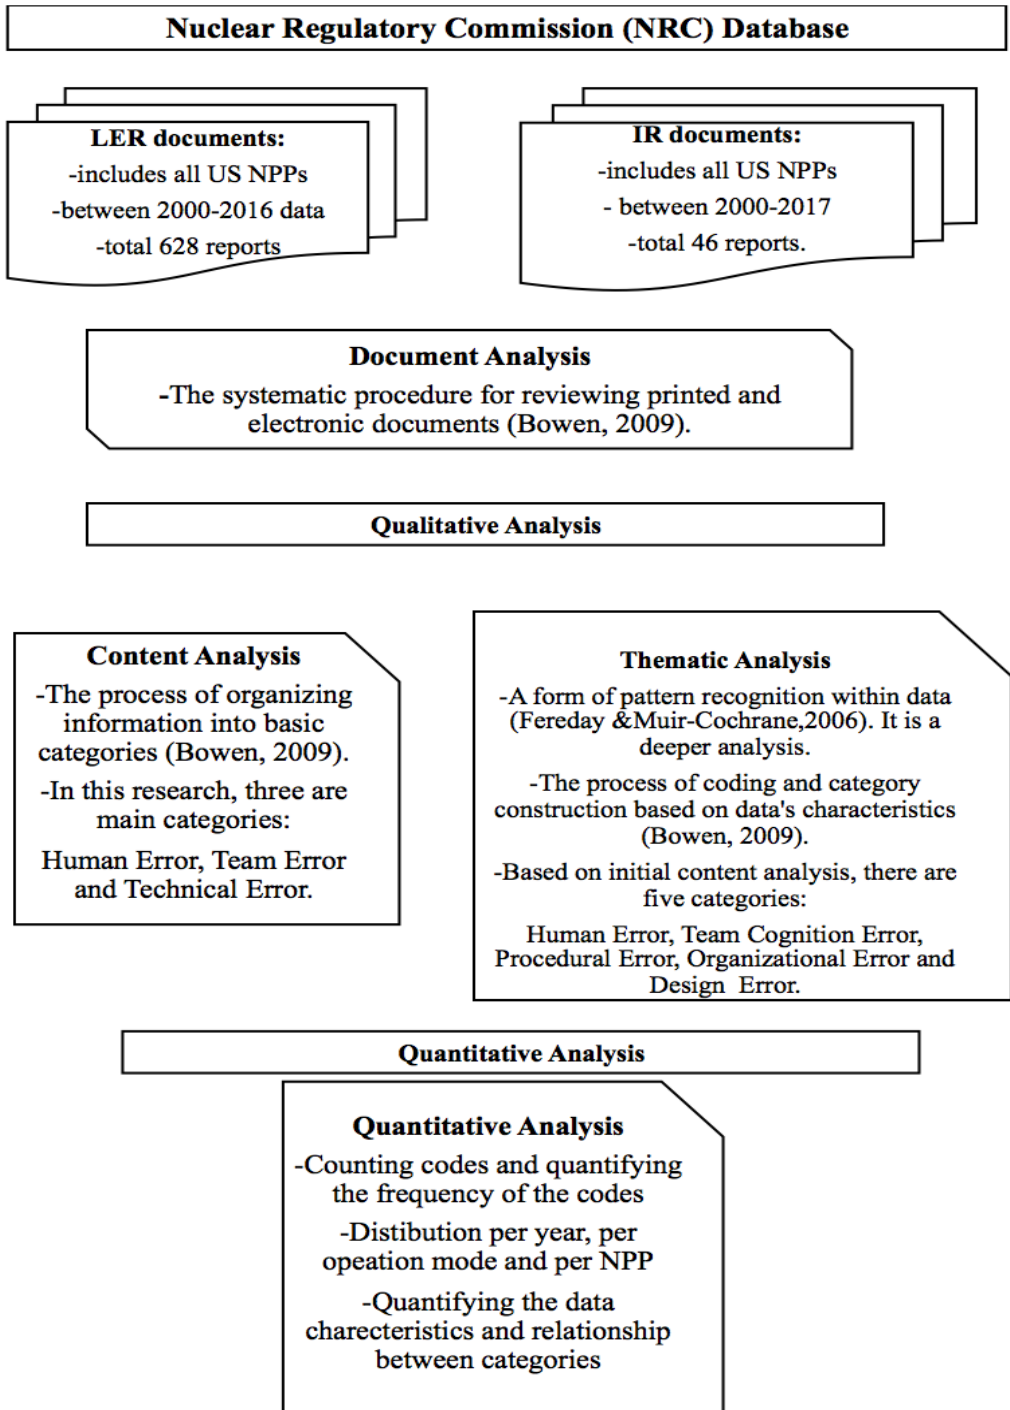 Nuclear Regulatory Commission (NRC) Database
LER documents:
-includes all US NPPs
-between 2000-2016 data
-total 628 reports
IR documents:
-includes all US NPPs
- between 2000-2017
-total 46 reports.
Document Analysis
-The systematic procedure for reviewing printed and
electronic documents (Bowen, 2009).
Qualitative Analysis
Content Analysis
-The process of organizing
information into basic
categories (Bowen, 2009).
-In this research, three are
main categories:
Human Error, Team Error
and Technical Error.
Thematic Analysis
-A form of pattern recognition within data
(Fereday &Muir-Cochrane,2006). It is a
deeper analysis.
-The process of coding and category
construction based on data's characteristics
(Bowen, 2009).
-Based on initial content analysis, there are
five categories:
Human Error, Team Cognition Error,
Procedural Error, Organizational Error and
Design  Error.
Quantitative Analysis
Quantitative Analysis
-Counting codes and quantifying
the frequency of the codes
-Distibution per year, per
opeation mode and per NPP
-Quantifying the data
charecteristics and relationship
between categories